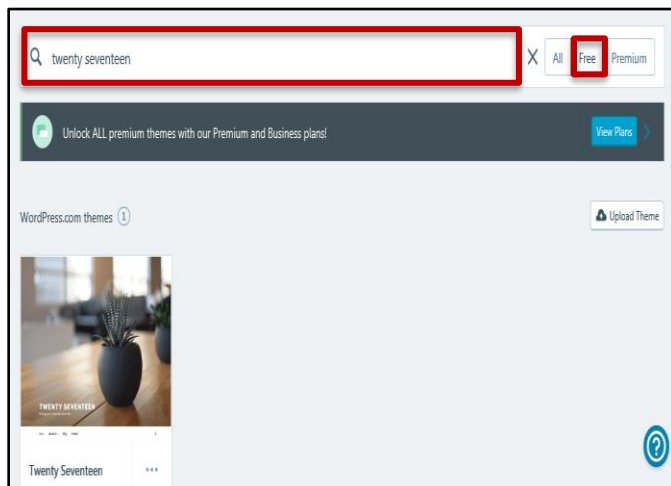 twenty seventeen
X All Free Premium
Unlock ALL premium themes with our Premium and Business plans!
View Plans
WordPress.com themes 1
Upload Theme
TWENTY SEVENTEEN
Twenty Seventeen ...
?